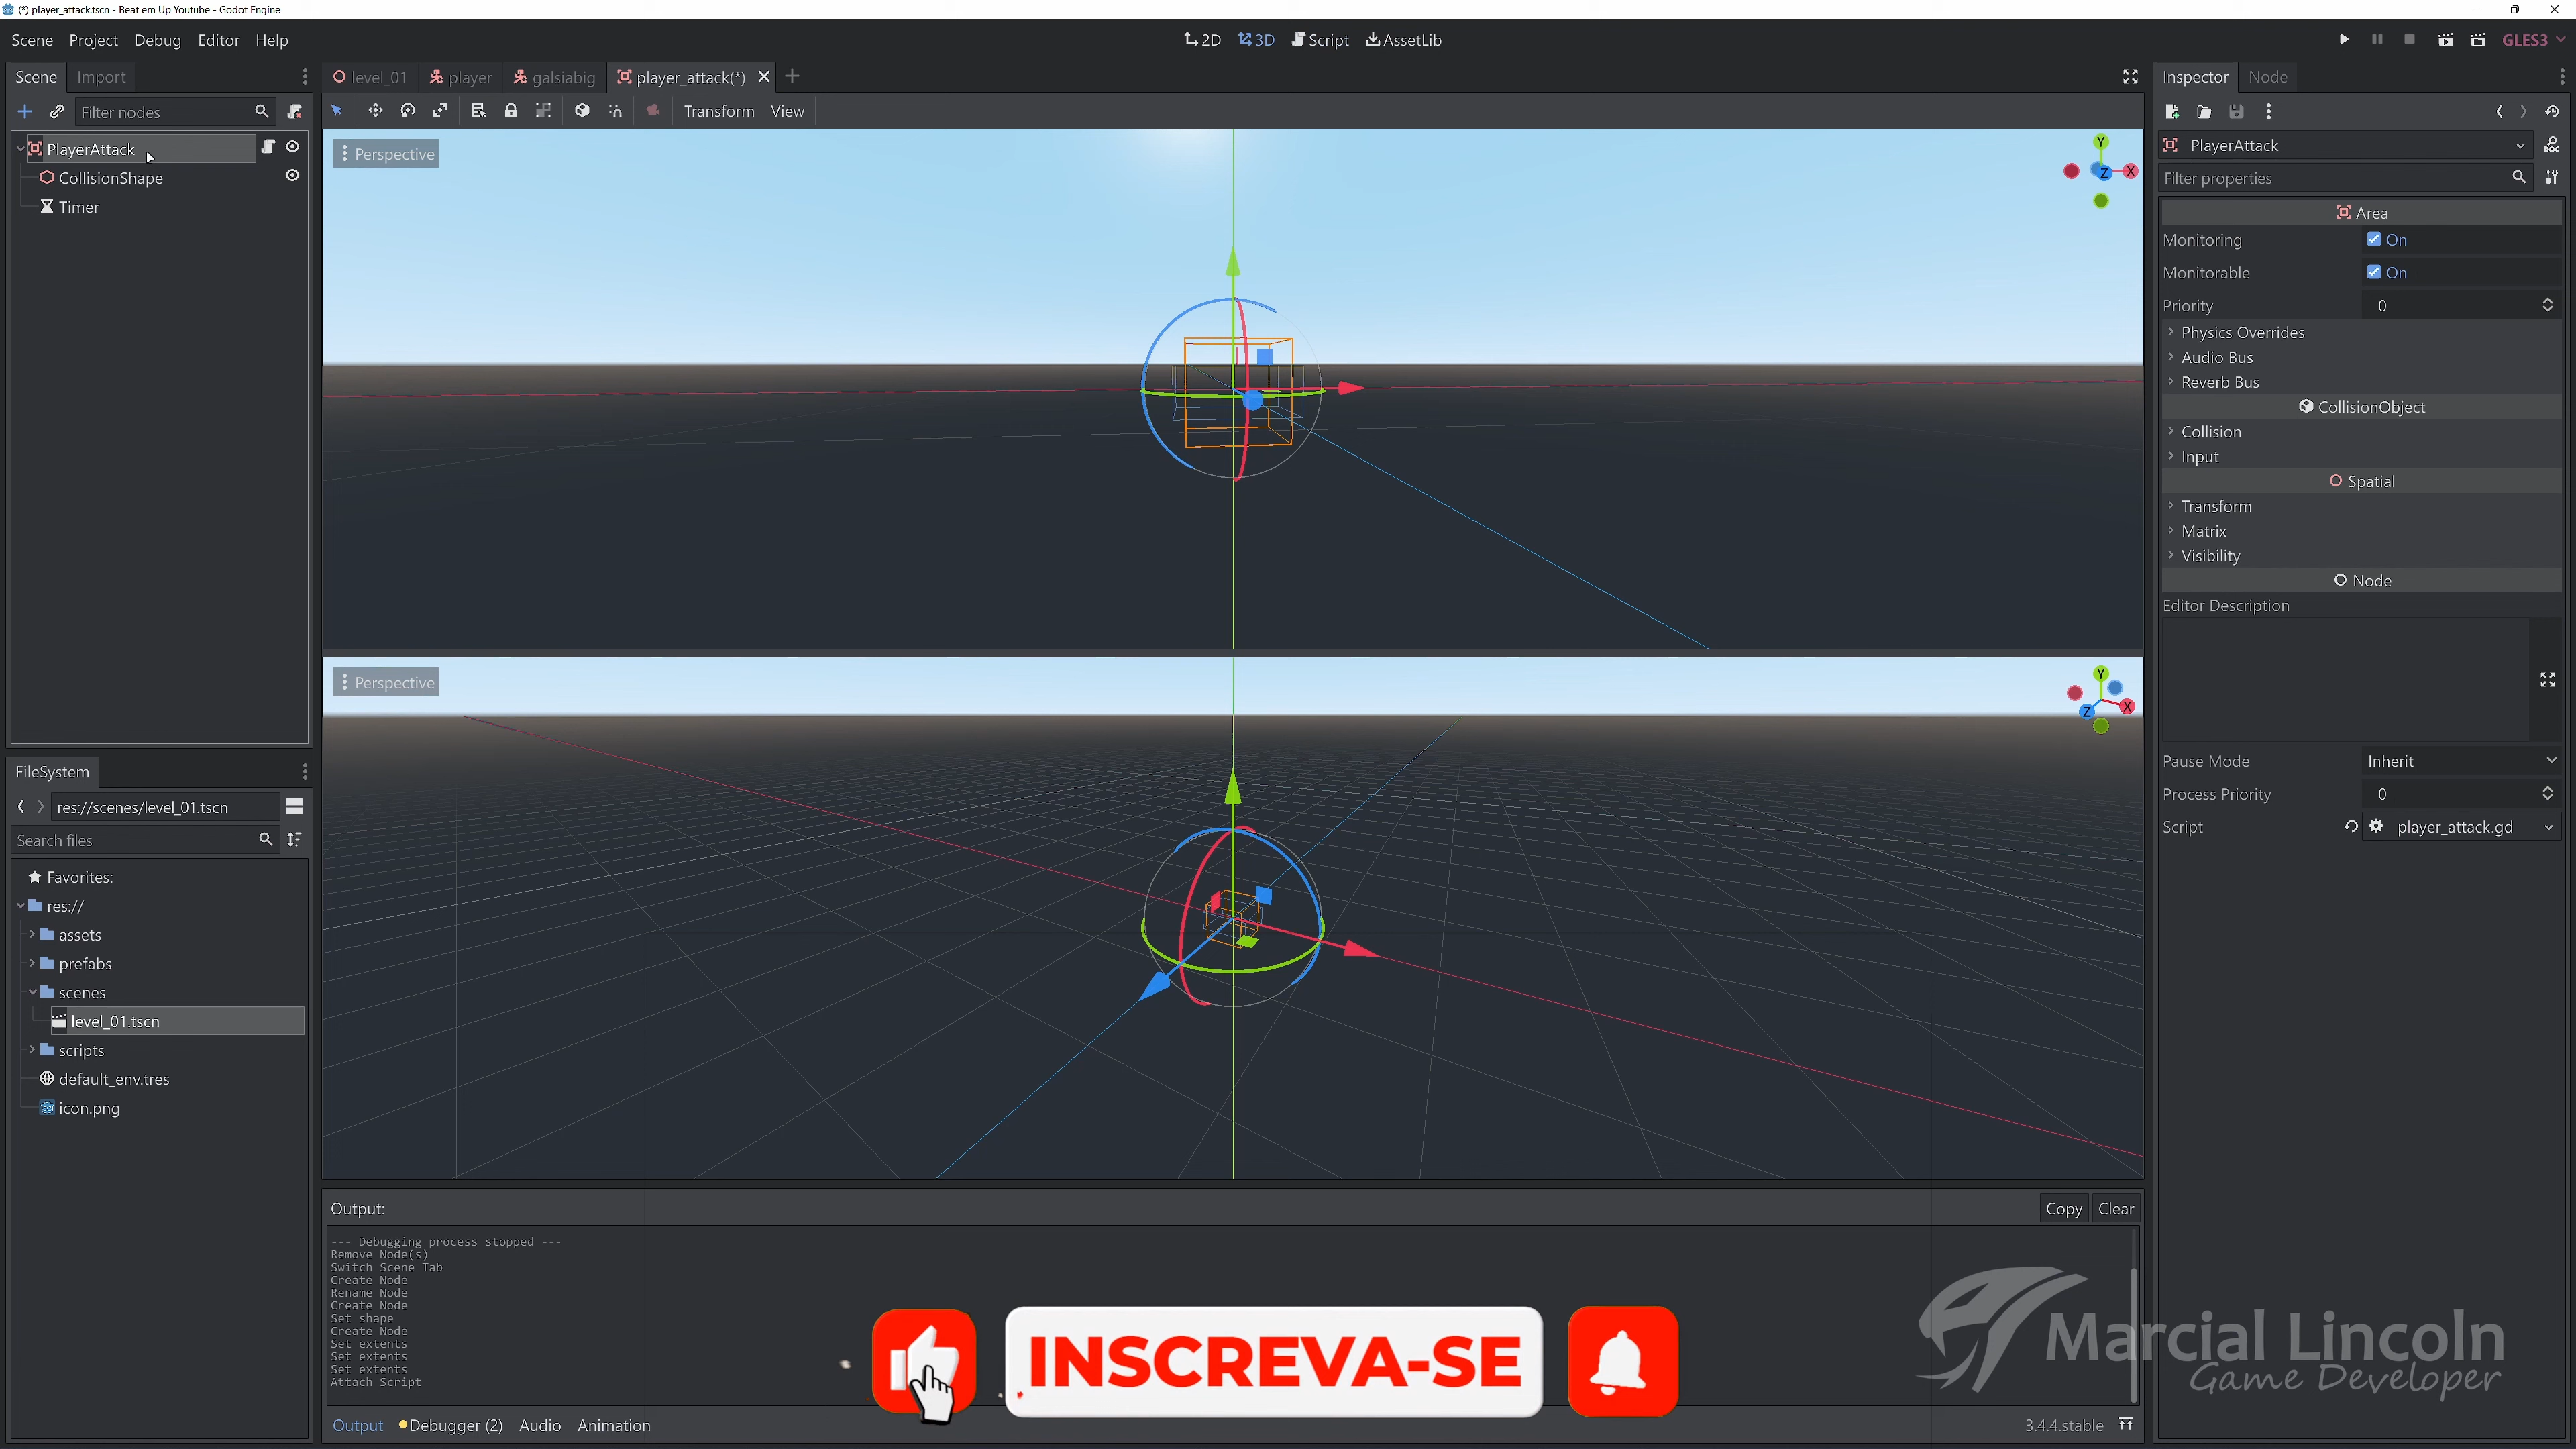 (*) player_attack.tscn - Beat em Up Youtube - Godot Engine
Scene Project Debug Editor Help
2D 3D Script AssetLib
GLES3
Scene Import
level_01 player galsiabig player_attack(*)
Inspector Node
Filter nodes
Transform View
PlayerAttack
CollisionShape
Timer
Perspective
Y
Z
X
PlayerAttack
DOC
Filter properties
Area
Monitoring On
Monitorable On
Priority 0
Physics Overrides
Audio Bus
Reverb Bus
CollisionObject
Collision
Input
Spatial
Transform
Matrix
Visibility
Node
Editor Description
Pause Mode Inherit
Process Priority 0
Script player_attack.gd
Perspective
Y
Z
X
FileSystem
res://scenes/level_01.tscn
Search files
Favorites:
res://
assets
prefabs
scenes
level_01.tscn
scripts
default_env.tres
icon.png
Output:
Copy Clear
--- Debugging process stopped ---
Remove Node(s)
Switch Scene Tab
Create Node
Rename Node
Create Node
Set shape
Create Node
Set extents
Set extents
Set extents
Attach Script
INSCREVA-SE
Marcial Lincoln
Game Developer
Output Debugger (2) Audio Animation
3.4.4.stable